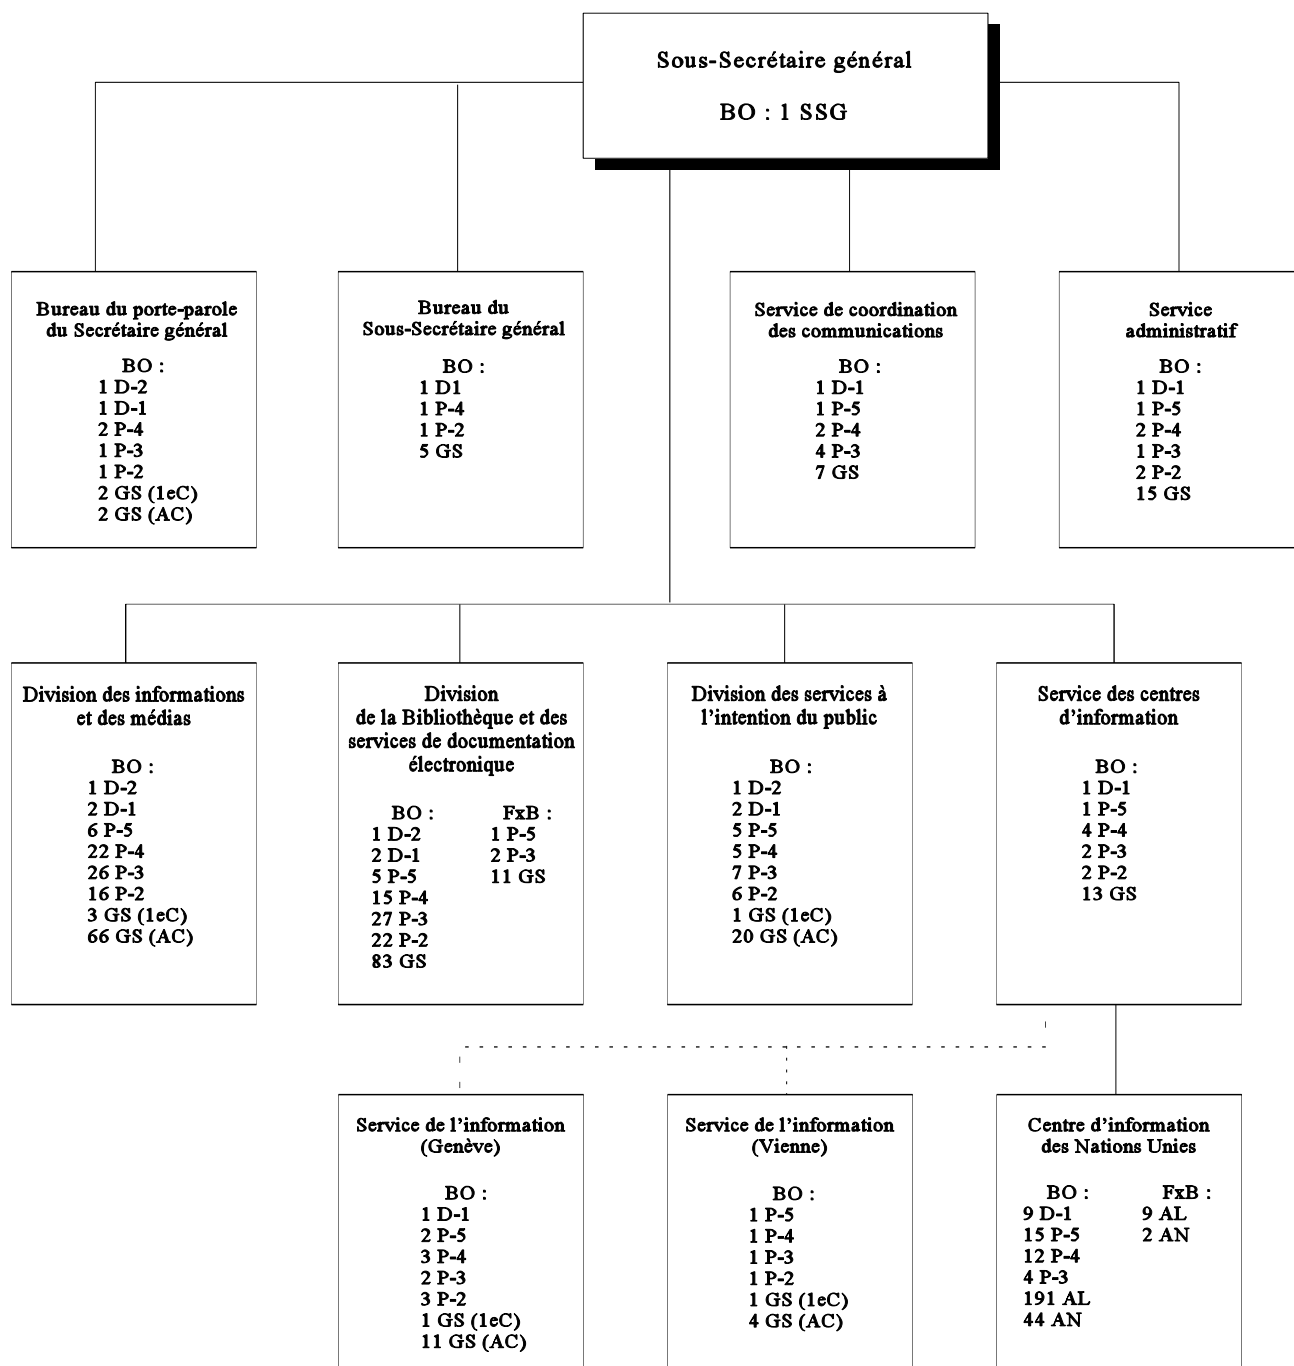 Sous-Secrétaire général
BO : 1 SSG
Bureau du porte-parole
du Secrétaire général
BO :
1 D-2
1 D-1
2 P-4
1 P-3
1 P-2
2 GS (1eC)
2 GS (AC)
Bureau du
Sous-Secrétaire général
BO :
1 D1
1 P-4
1 P-2
5 GS
Service de coordination
des communications
BO :
1 D-1
1 P-5
2 P-4
4 P-3
7 GS
Service
administratif
BO :
1 D-1
1 P-5
2 P-4
1 P-3
2 P-2
15 GS
Division des informations
et des médias
BO :
1 D-2
2 D-1
6 P-5
22 P-4
26 P-3
16 P-2
3 GS (1eC)
66 GS (AC)
Division
de la Bibliothèque et des
services de documentation
électronique
BO :
1 D-2
2 D-1
5 P-5
15 P-4
27 P-3
22 P-2
83 GS
FxB :
1 P-5
2 P-3
11 GS
Division des services à
l’intention du public
BO :
1 D-2
2 D-1
5 P-5
5 P-4
7 P-3
6 P-2
1 GS (1eC)
20 GS (AC)
Service des centres
d’information
BO :
1 D-1
1 P-5
4 P-4
2 P-3
2 P-2
13 GS
Service de l’information
(Genève)
BO :
1 D-1
2 P-5
3 P-4
2 P-3
3 P-2
1 GS (1eC)
11 GS (AC)
Service de l’information
(Vienne)
BO :
1 P-5
1 P-4
1 P-3
1 P-2
1 GS (1eC)
4 GS (AC)
Centre d’information
des Nations Unies
BO :
9 D-1
15 P-5
12 P-4
4 P-3
191 AL
44 AN
FxB :
9 AL
2 AN